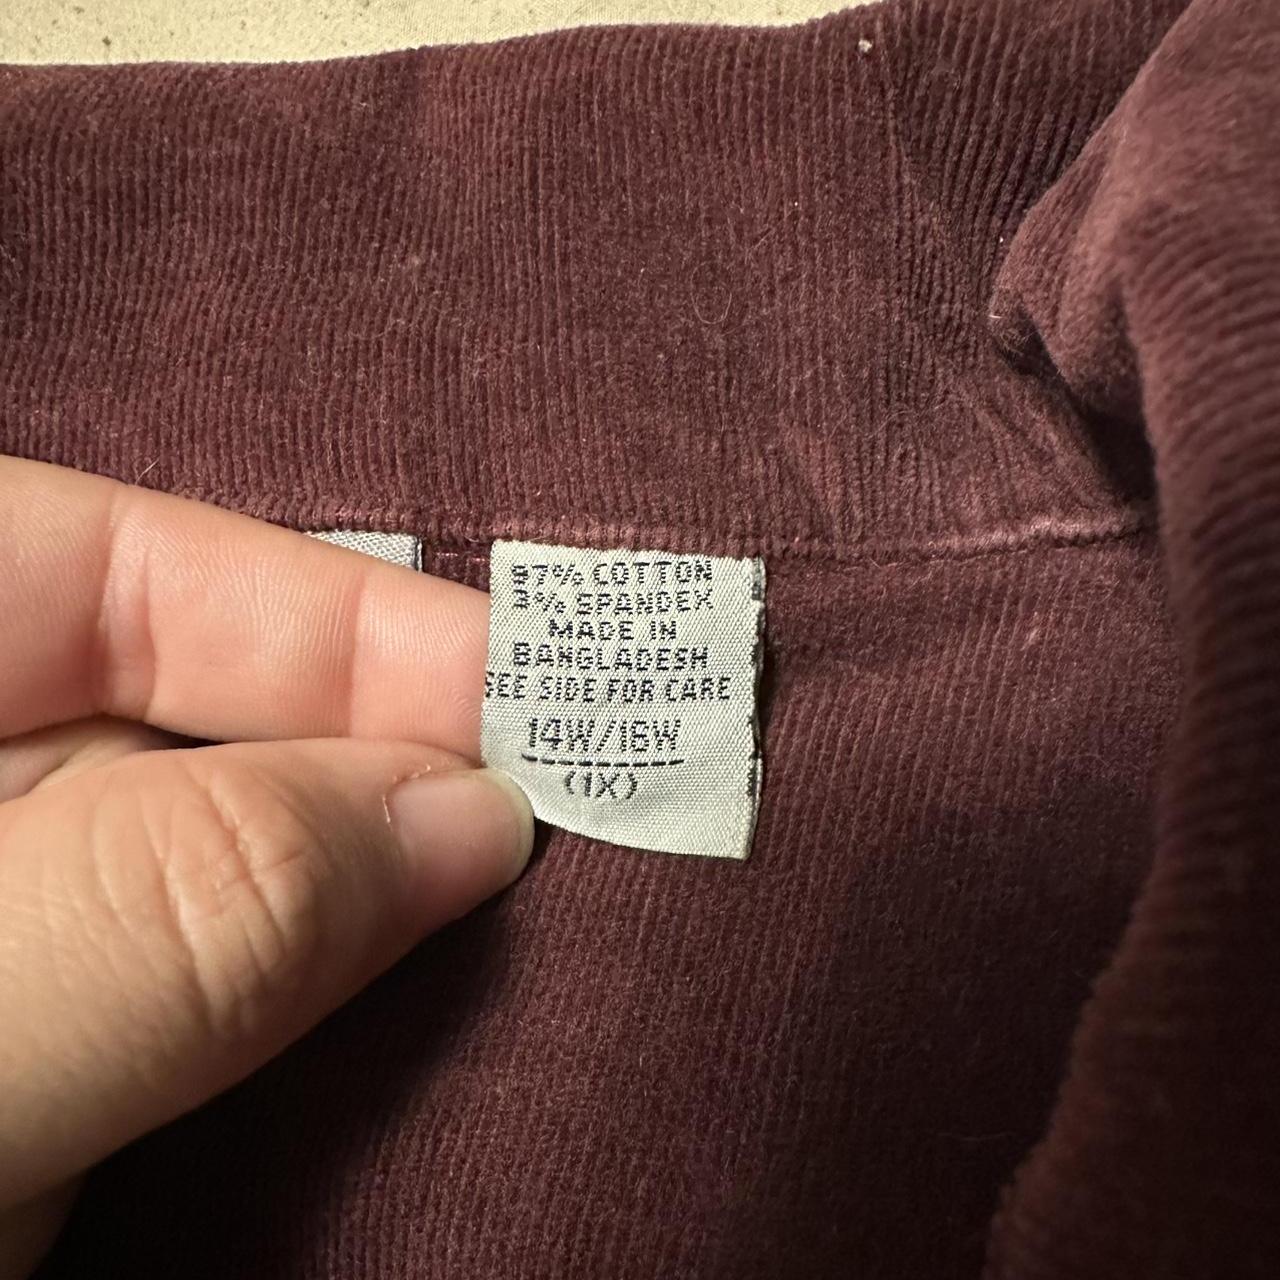 97% COTTON
3% SPANDEX
MADE IN
BANGLADESH
SEE SIDE FOR CARE
14W/16W
(1X)